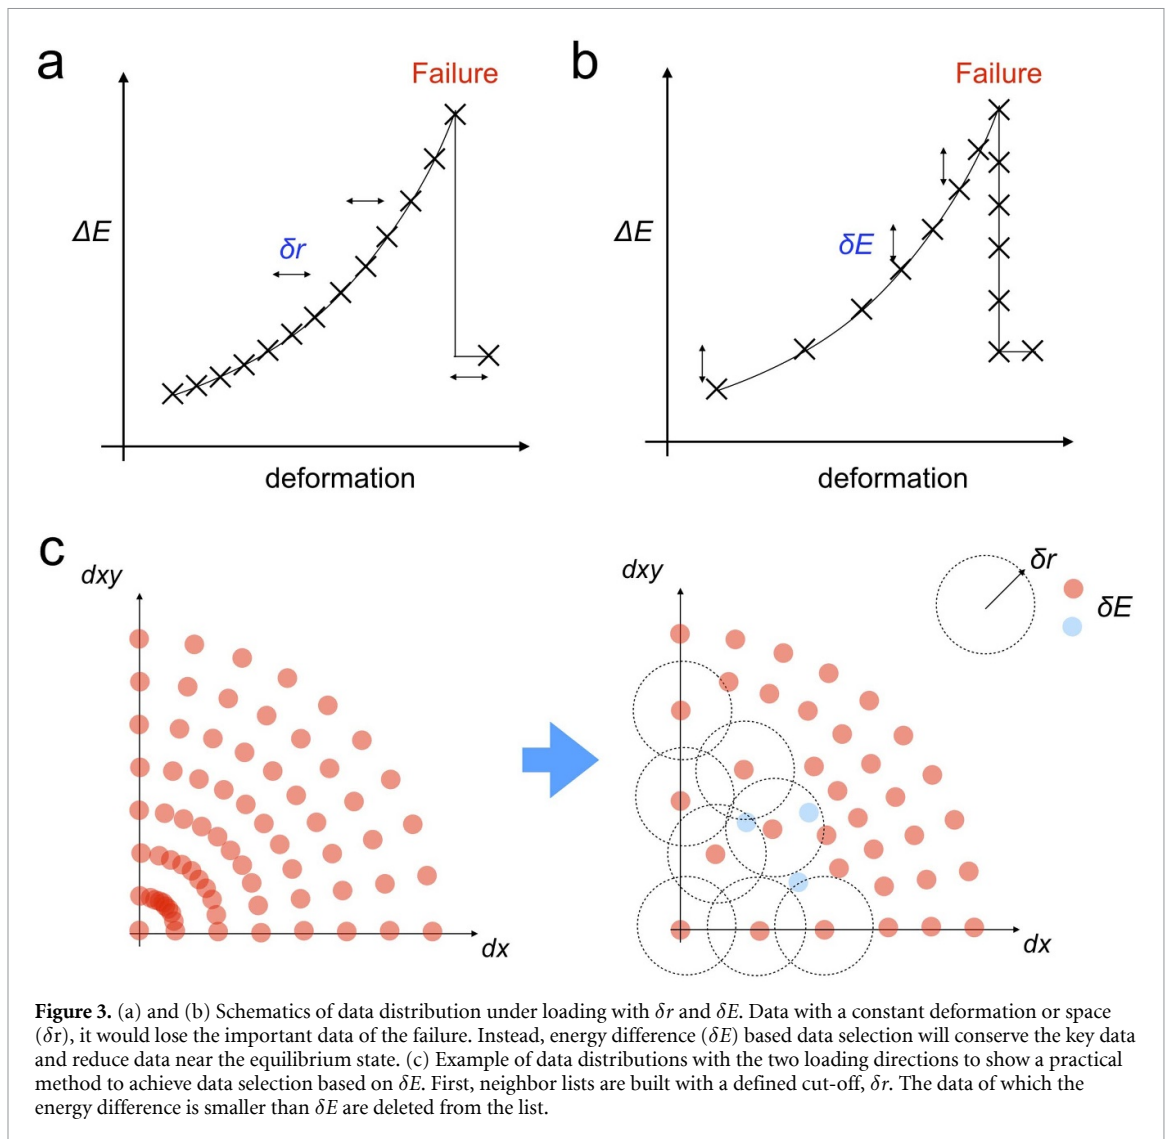 a
Failure
ΔE
δr
deformation
b
Failure
ΔE
δE
deformation
c
dxy
dx
dxy
dx
δr
δE
Figure 3. (a) and (b) Schematics of data distribution under loading with δr and δE. Data with a constant deformation or space
(δr), it would lose the important data of the failure. Instead, energy difference (δE) based data selection will conserve the key data
and reduce data near the equilibrium state. (c) Example of data distributions with the two loading directions to show a practical
method to achieve data selection based on δE. First, neighbor lists are built with a defined cut-off, δr. The data of which the
energy difference is smaller than δE are deleted from the list.